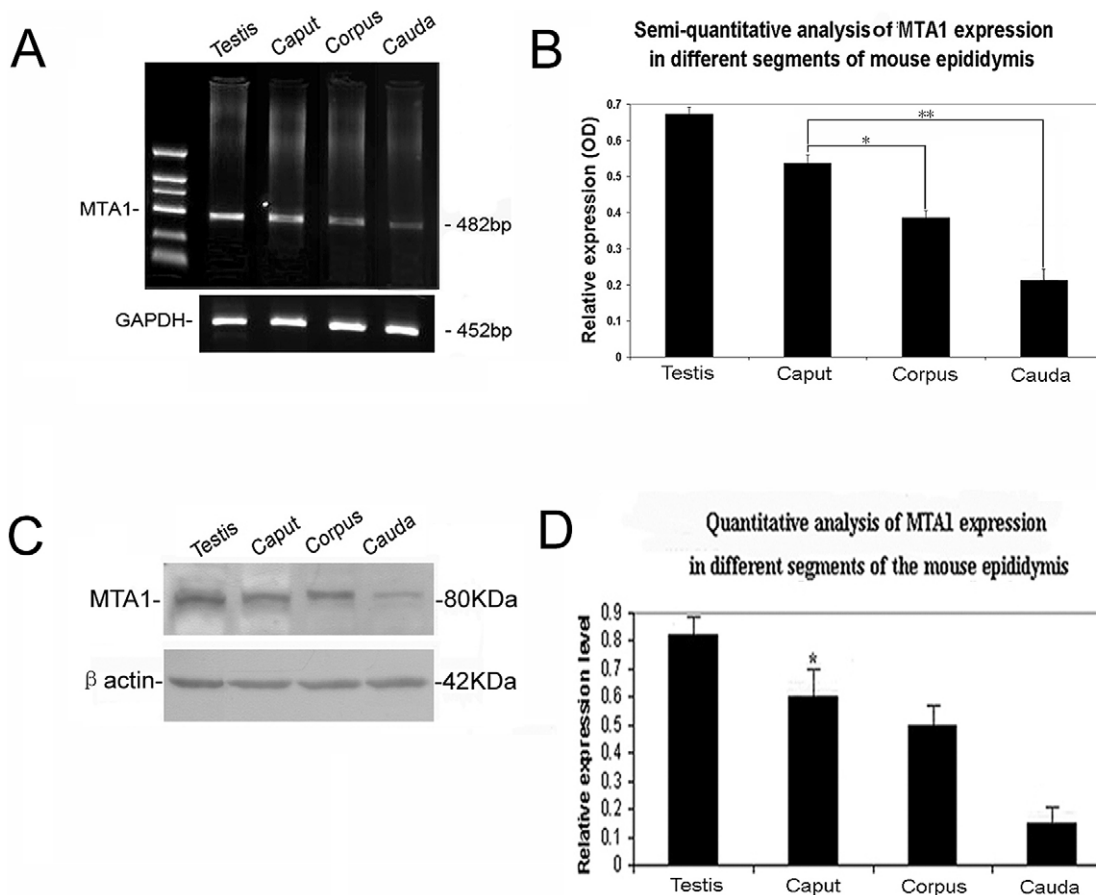 A
Testis
Caput
Corpus
Cauda
MTA1-
- 482bp
GAPDH-
- 452bp
B
Semi-quantitative analysis of MTA1 expression
in different segments of mouse epididymis
Relative expression (OD)
0.7
0.6
0.5
0.4
0.3
0.2
0.1
0
*
**
Testis Caput Corpus Cauda
C
Testis
Caput
Corpus
Cauda
MTA1-
-80KDa
β actin-
-42KDa
D
Quantitative analysis of MTA1 expression
in different segments of the mouse epididymis
Relative expression level
0.9
0.8
0.7
0.6
0.5
0.4
0.3
0.2
0.1
0
*
Testis Caput Corpus Cauda